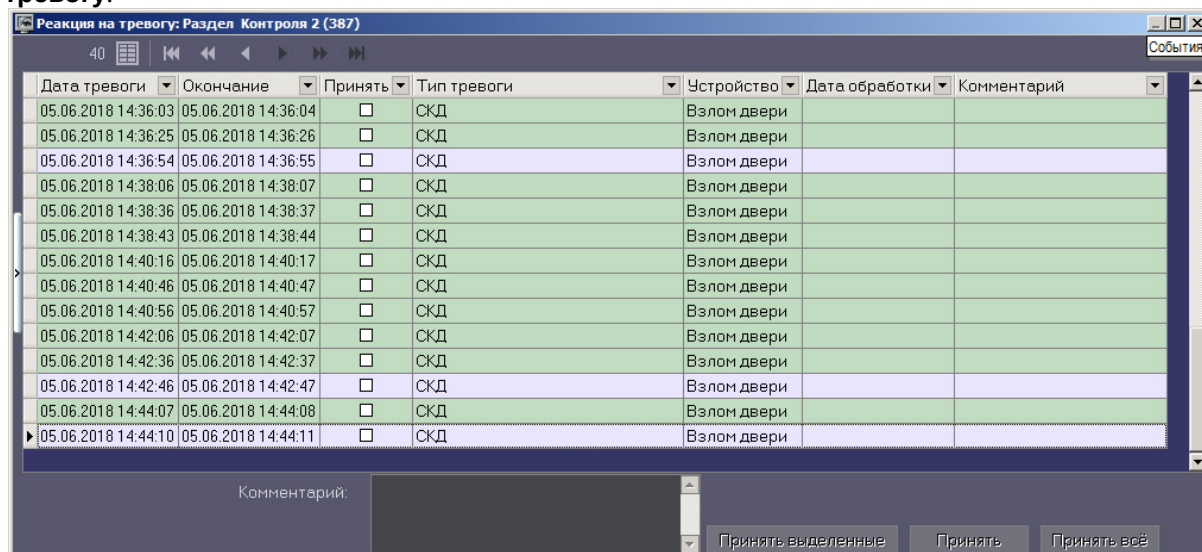 тревогу.
Реакция на тревогу: Раздел Контроля 2 (387)
События
40
Дата тревоги Окончание Принять Тип тревоги Устройство Дата обработки Комментарий
05.06.2018 14:36:03 05.06.2018 14:36:04 СКД Взлом двери
05.06.2018 14:36:25 05.06.2018 14:36:26 СКД Взлом двери
05.06.2018 14:36:54 05.06.2018 14:36:55 СКД Взлом двери
05.06.2018 14:38:06 05.06.2018 14:38:07 СКД Взлом двери
05.06.2018 14:38:36 05.06.2018 14:38:37 СКД Взлом двери
05.06.2018 14:38:43 05.06.2018 14:38:44 СКД Взлом двери
05.06.2018 14:40:16 05.06.2018 14:40:17 СКД Взлом двери
05.06.2018 14:40:46 05.06.2018 14:40:47 СКД Взлом двери
05.06.2018 14:40:56 05.06.2018 14:40:57 СКД Взлом двери
05.06.2018 14:42:06 05.06.2018 14:42:07 СКД Взлом двери
05.06.2018 14:42:36 05.06.2018 14:42:37 СКД Взлом двери
05.06.2018 14:42:46 05.06.2018 14:42:47 СКД Взлом двери
05.06.2018 14:44:07 05.06.2018 14:44:08 СКД Взлом двери
05.06.2018 14:44:10 05.06.2018 14:44:11 СКД Взлом двери
Комментарий:
Принять выделенные Принять Принять всё